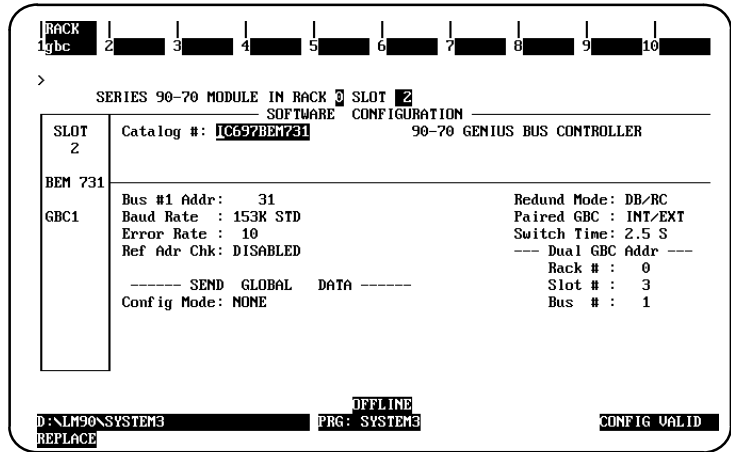 RACK
1gbc 2 3 4 5 6 7 8 9 10
>
SERIES 90-70 MODULE IN RACK 0 SLOT 2
SOFTWARE CONFIGURATION
SLOT Catalog #: IC697BEM731 90-70 GENIUS BUS CONTROLLER
2
BEM 731
Bus #1 Addr: 31 Redund Mode: DB/RC
GBC1 Baud Rate : 153K STD Paired GBC : INT/EXT
Error Rate : 10 Switch Time: 2.5 S
Ref Adr Chk: DISABLED --- Dual GBC Addr ---
Rack # : 0
------ SEND GLOBAL DATA ------ Slot # : 3
Config Mode: NONE Bus # : 1
OFFLINE
D:\LM90\SYSTEM3 PRG: SYSTEM3 CONFIG VALID
REPLACE